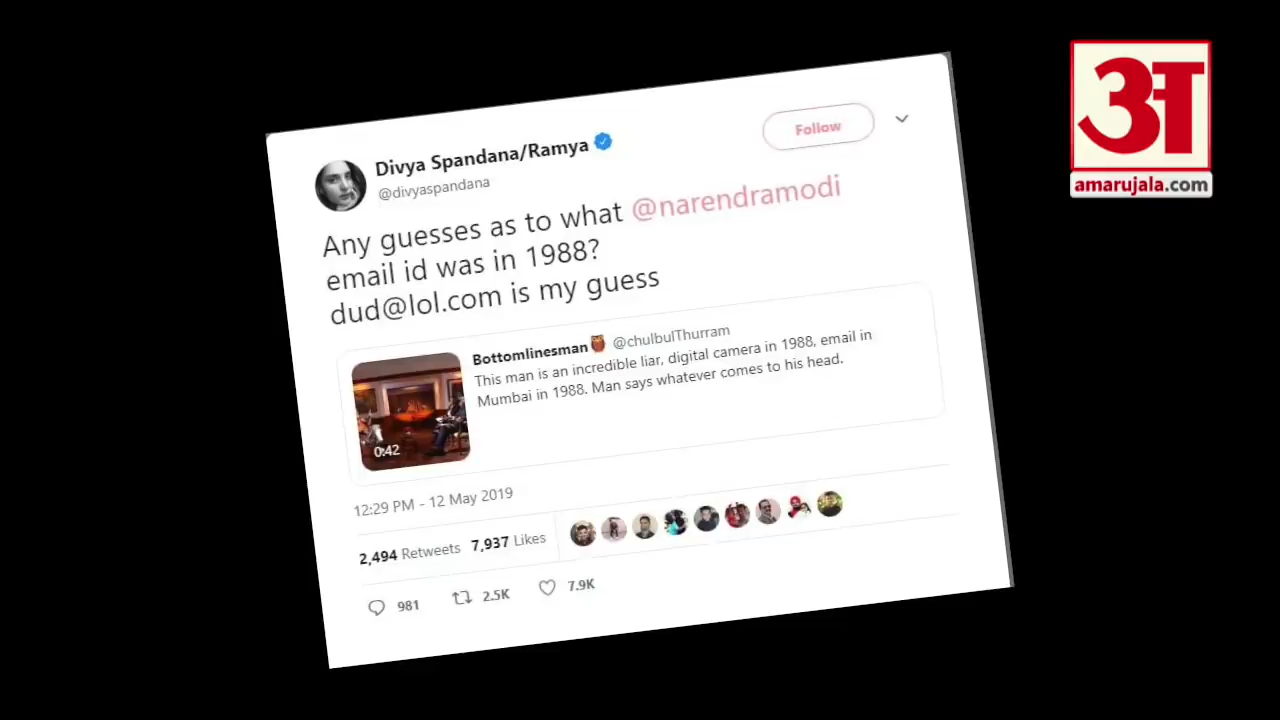 अ
amarujala.com
Divya Spandana/Ramya
@divyaspandana
Follow
Any guesses as to what @narendramodi
email id was in 1988?
dud@lol.com is my guess
Bottomlinesman @chulbulThurram
This man is an incredible liar, digital camera in 1988, email in
Mumbai in 1988. Man says whatever comes to his head.
0:42
12:29 PM - 12 May 2019
2,494 Retweets 7,937 Likes
981 2.5K 7.9K